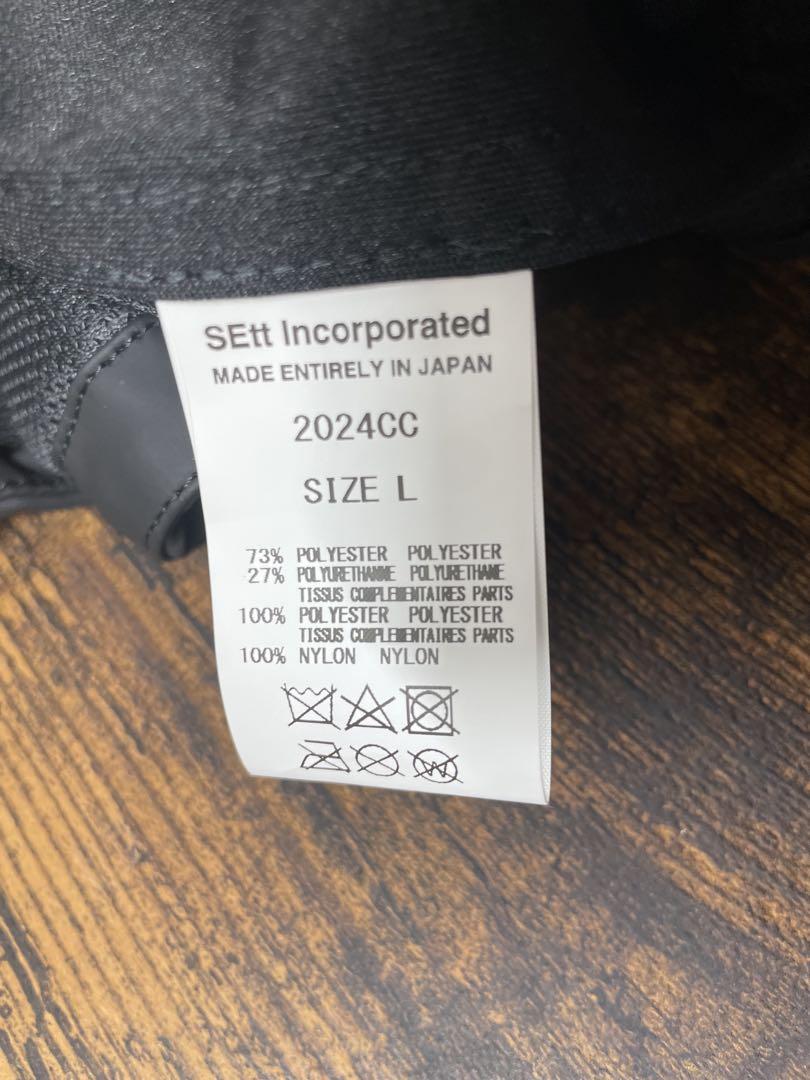 SEtt Incorporated
MADE ENTIRELY IN JAPAN
2024CC
SIZE L
73% POLYESTER POLYESTER
27% POLYURETHANNE POLYURETHANE
TISSUS COMPLEMENTAIRES PARTS
100% POLYESTER POLYESTER
TISSUS COMPLEMENTAIRES PARTS
100% NYLON NYLON
W